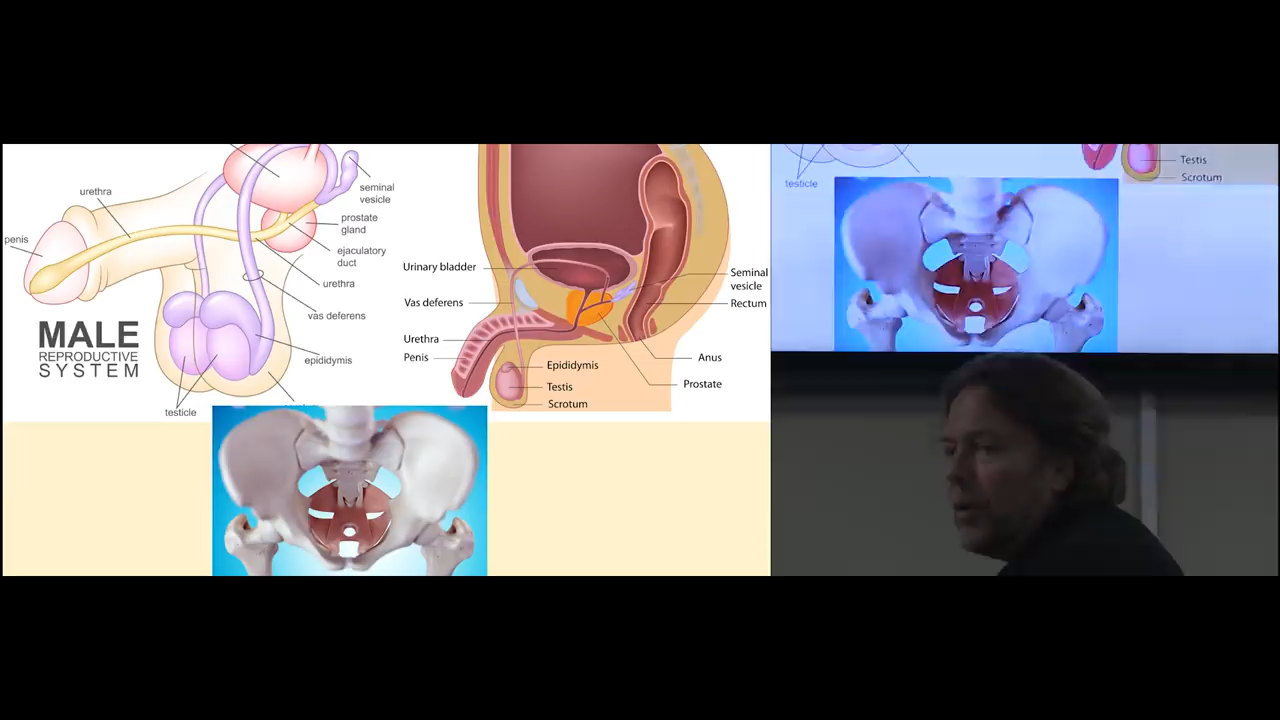 urethra
penis
seminal
vesicle
prostate
gland
ejaculatory
duct
urethra
vas deferens
epididymis
testicle
MALE
REPRODUCTIVE
SYSTEM
Urinary bladder
Vas deferens
Urethra
Penis
Epididymis
Testis
Scrotum
Seminal
vesicle
Rectum
Anus
Prostate
testicle
Testis
Scrotum